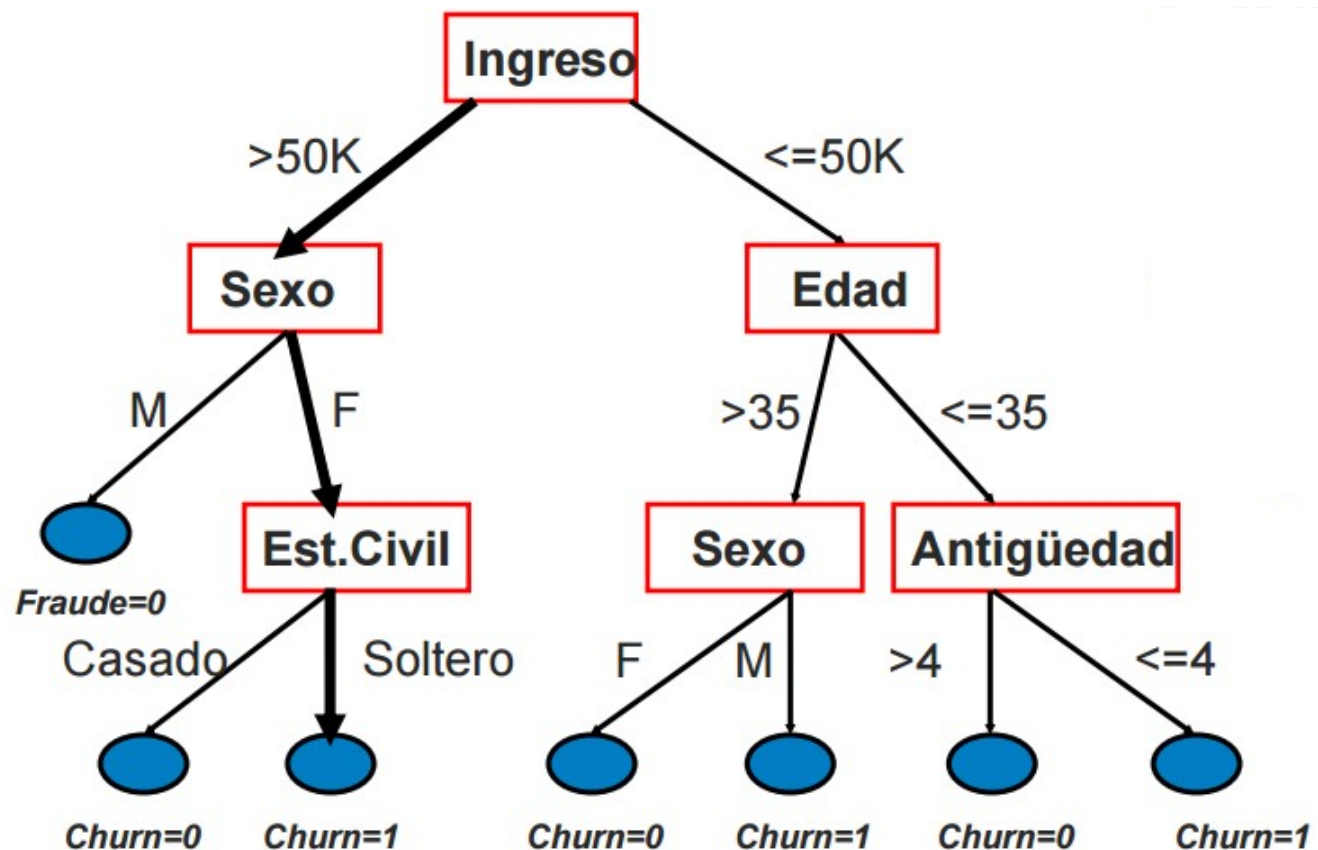 Ingreso
>50K
<=50K
Sexo
Edad
M
F
>35
<=35
Est.Civil
Sexo
Antigüedad
Fraude=0
Casado
Soltero
F
M
>4
<=4
Churn=0
Churn=1
Churn=0
Churn=1
Churn=0
Churn=1